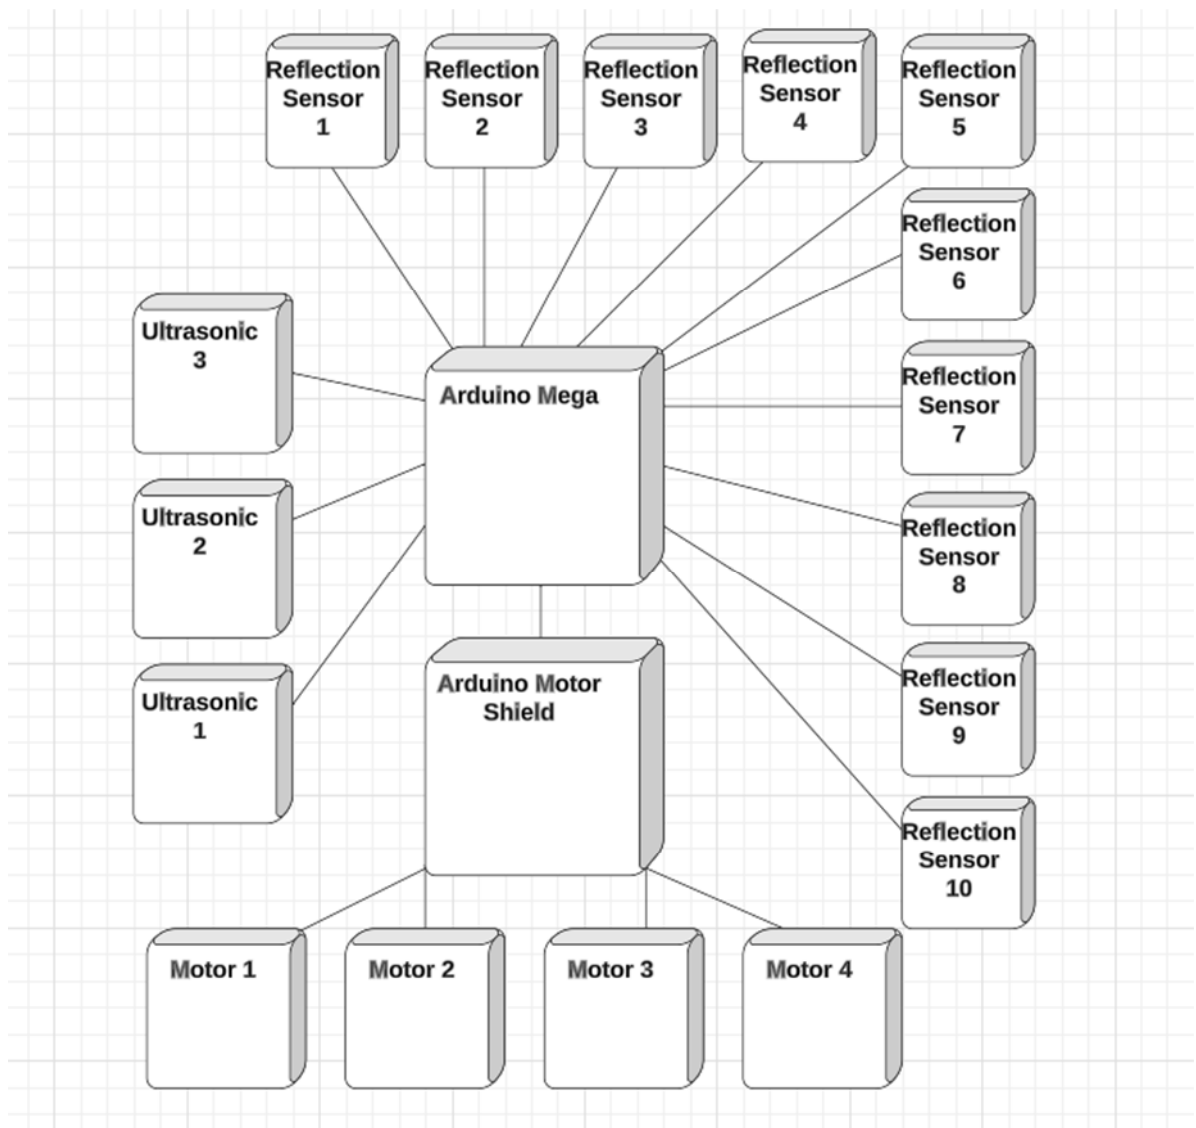 Reflection
Sensor
1
Reflection
Sensor
2
Reflection
Sensor
3
Reflection
Sensor
4
Reflection
Sensor
5
Reflection
Sensor
6
Ultrasonic
3
Reflection
Sensor
7
Arduino Mega
Ultrasonic
2
Reflection
Sensor
8
Ultrasonic
1
Arduino Motor
Shield
Reflection
Sensor
9
Reflection
Sensor
10
Motor 1
Motor 2
Motor 3
Motor 4